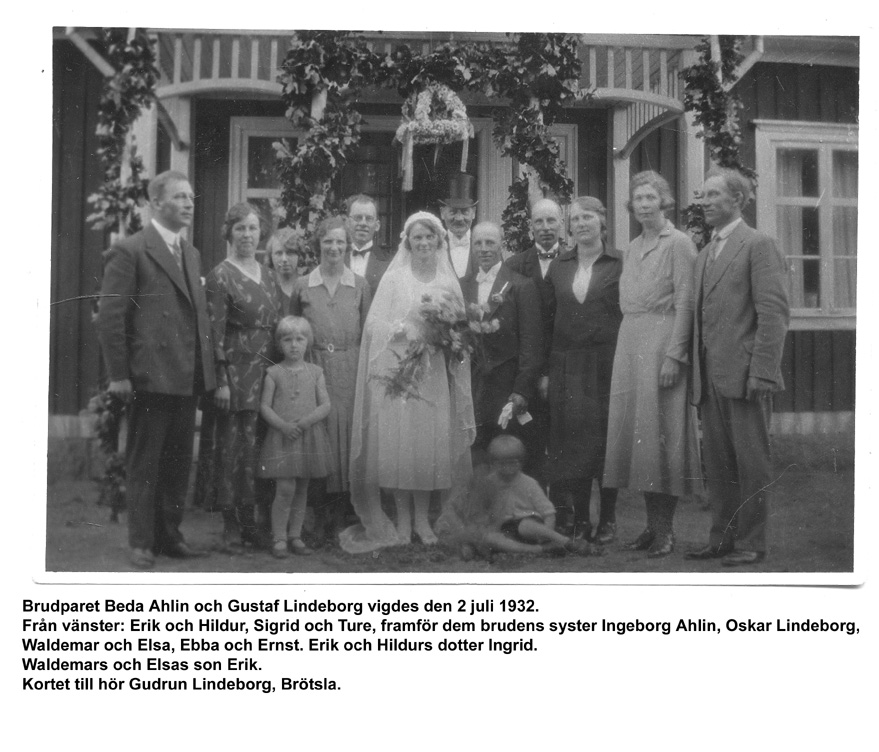 Brudparet Beda Ahlin och Gustaf Lindeborg vigdes den 2 juli 1932.
Från vänster: Erik och Hildur, Sigrid och Ture, framför dem brudens syster Ingeborg Ahlin, Oskar Lindeborg,
Waldemar och Elsa, Ebba och Ernst. Erik och Hildurs dotter Ingrid.
Waldemars och Elsas son Erik.
Kortet till hör Gudrun Lindeborg, Brötsla.